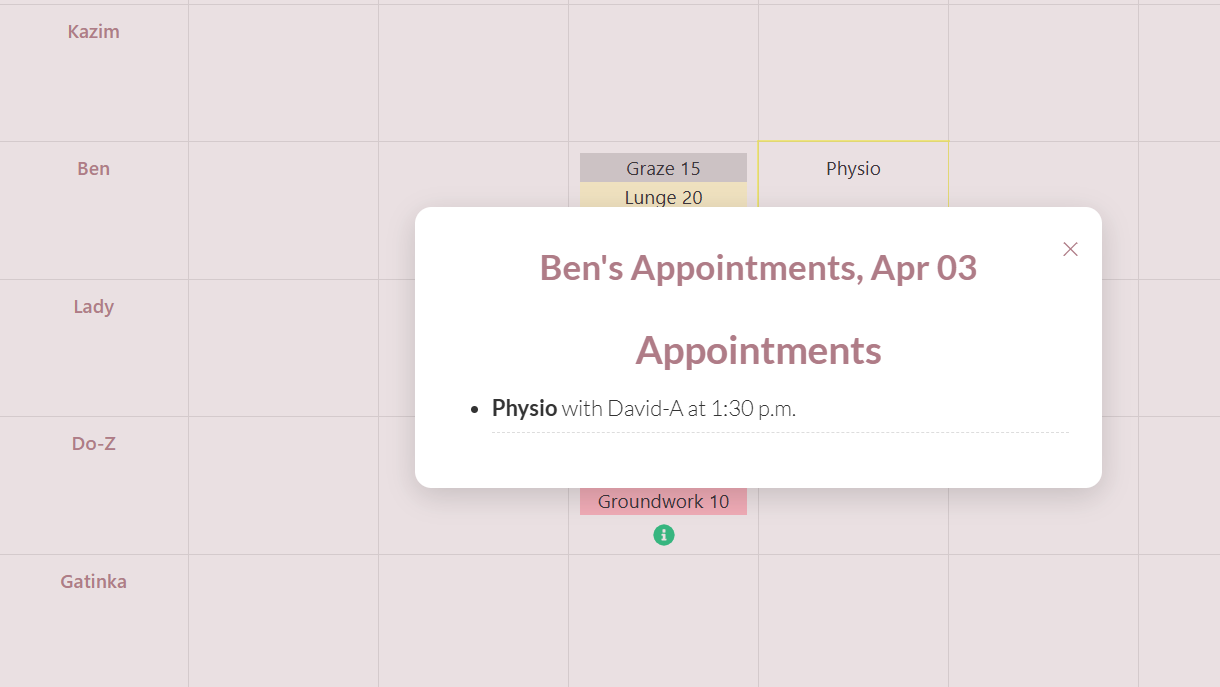 Kazim
Ben
Graze 15
Physio
Lunge 20
Ben's Appointments, Apr 03
Appointments
Physio with David-A at 1:30 p.m.
Lady
Do-Z
Groundwork 10
Gatinka